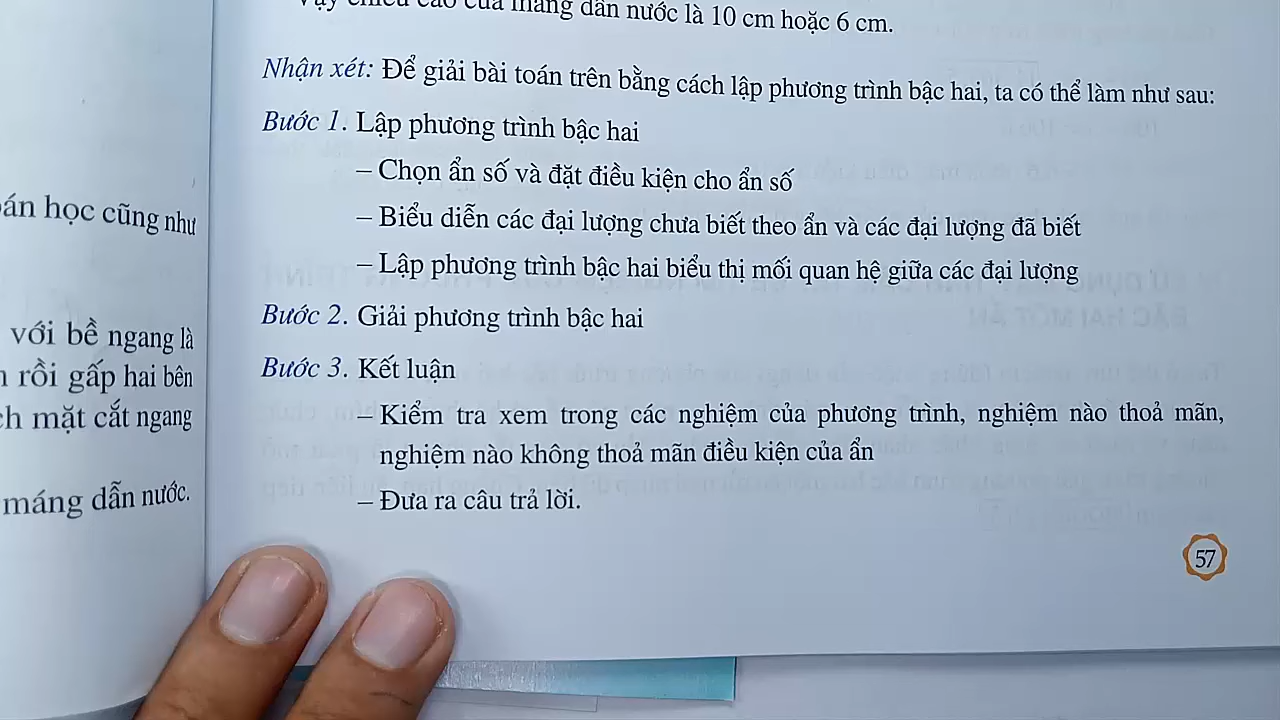 oán học cũng như
với bề ngang là
rồi gấp hai bên
mặt cắt ngang
máng dẫn nước.
Vậy chiều cao của máng dẫn nước là 10 cm hoặc 6 cm.
Nhận xét: Để giải bài toán trên bằng cách lập phương trình bậc hai, ta có thể làm như sau:
Bước 1. Lập phương trình bậc hai
– Chọn ẩn số và đặt điều kiện cho ẩn số
– Biểu diễn các đại lượng chưa biết theo ẩn và các đại lượng đã biết
– Lập phương trình bậc hai biểu thị mối quan hệ giữa các đại lượng
Bước 2. Giải phương trình bậc hai
Bước 3. Kết luận
– Kiểm tra xem trong các nghiệm của phương trình, nghiệm nào thoả mãn,
nghiệm nào không thoả mãn điều kiện của ẩn
– Đưa ra câu trả lời.
57